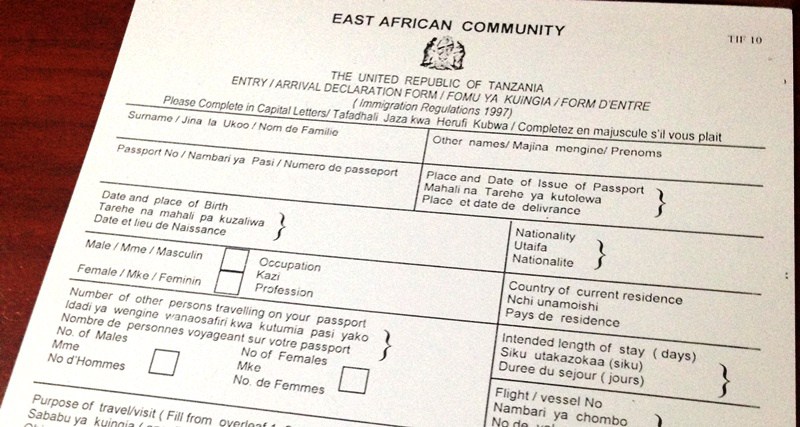 EAST AFRICAN COMMUNITY
TIF 10
THE UNITED REPUBLIC OF TANZANIA
ENTRY / ARRIVAL DECLARATION FORM / FOMU YA KUINGIA / FORM D'ENTRE
( Immigration Regulations 1997)
Please Complete in Capital Letters/ Tafadhali Jaza kwa Herufi Kubwa / Completez en majuscule s'il vous plait
Surname / Jina la Ukoo / Nom de Familie
Other names/ Majina mengine/ Prenoms
Passport No / Nambari ya Pasi / Numero de passeport
Place and Date of Issue of Passport
Mahali na Tarehe ya kutolewa
Place et date de delivrance
Date and place of Birth
Tarehe na mahali pa kuzaliwa
Date et lieu de Naissance
Nationality
Utaifa
Nationalite
Male / Mme / Masculin
Female / Mke / Feminin
Occupation
Kazi
Profession
Country of current residence
Nchi unamoishi
Pays de residence
Number of other persons travelling on your passport
Idadi ya wengine wanaosafiri kwa kutumia pasi yako
Nombre de personnes voyageant sur votre passport
No. of Males
Mme
No d'Hommes
No of Females
Mke
No. de Femmes
Intended length of stay ( days)
Siku utakazokaa (siku)
Duree du sejour ( jours)
Flight / vessel No
Nambari ya chombo
No de
Purpose of travel/visit ( Fill from overleaf
Sababu ya kuingia